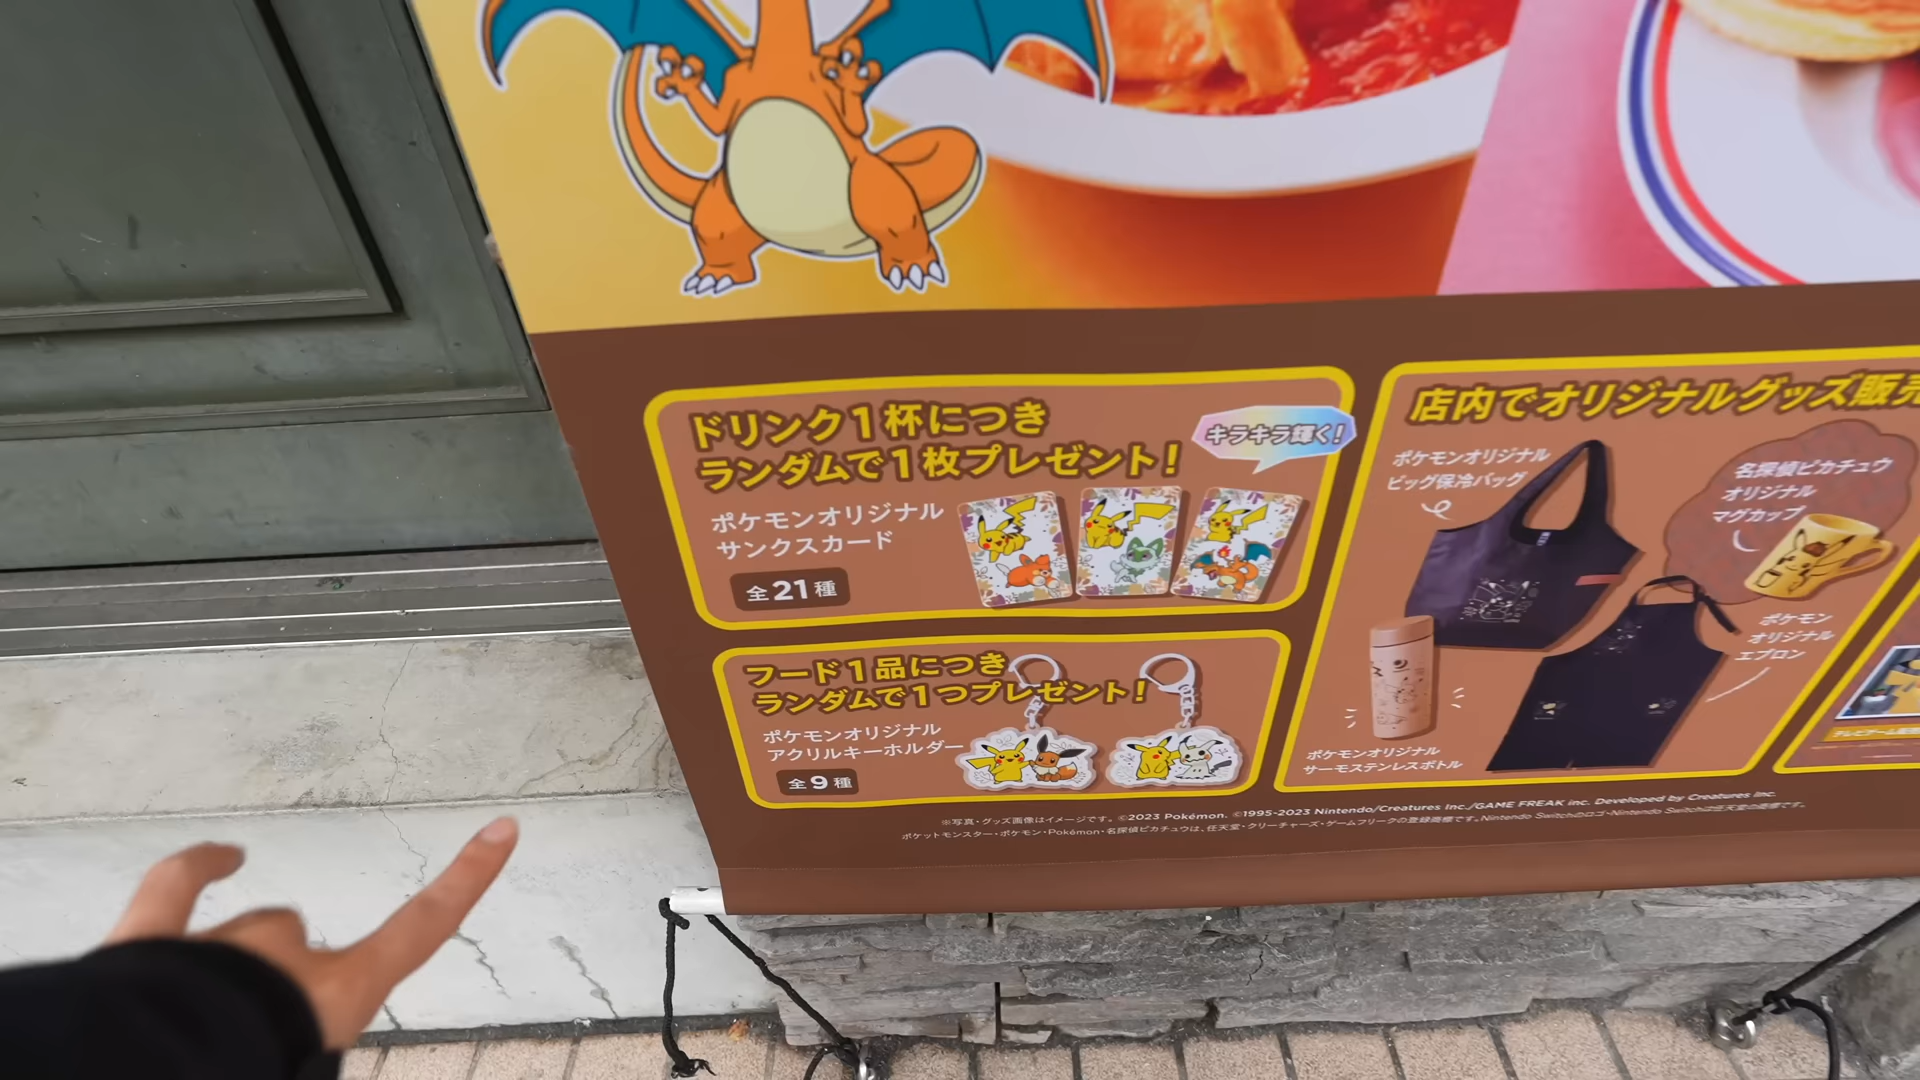 ドリンク1杯につき
ランダムで1枚プレゼント!
キラキラ輝く!
ポケモンオリジナル
サンクスカード
全21種
フード1品につき
ランダムで1つプレゼント!
ポケモンオリジナル
アクリルキーホルダー
全9種
店内でオリジナルグッズ販売
ポケモンオリジナル
ビッグ保冷バッグ
名探偵ピカチュウ
オリジナル
マグカップ
ポケモン
オリジナル
エプロン
ポケモンオリジナル
サーモステンレスボトル
※写真・グッズ画像はイメージです。©2023 Pokémon. ©1995-2023 Nintendo/Creatures Inc./GAME FREAK inc. Developed by Creatures Inc.
ポケットモンスター・ポケモン・Pokémon・名探偵ピカチュウは、任天堂・クリーチャーズ・ゲームフリークの登録商標です。Nintendo Switchのロゴ・Nintendo Switchは任天堂の商標です。